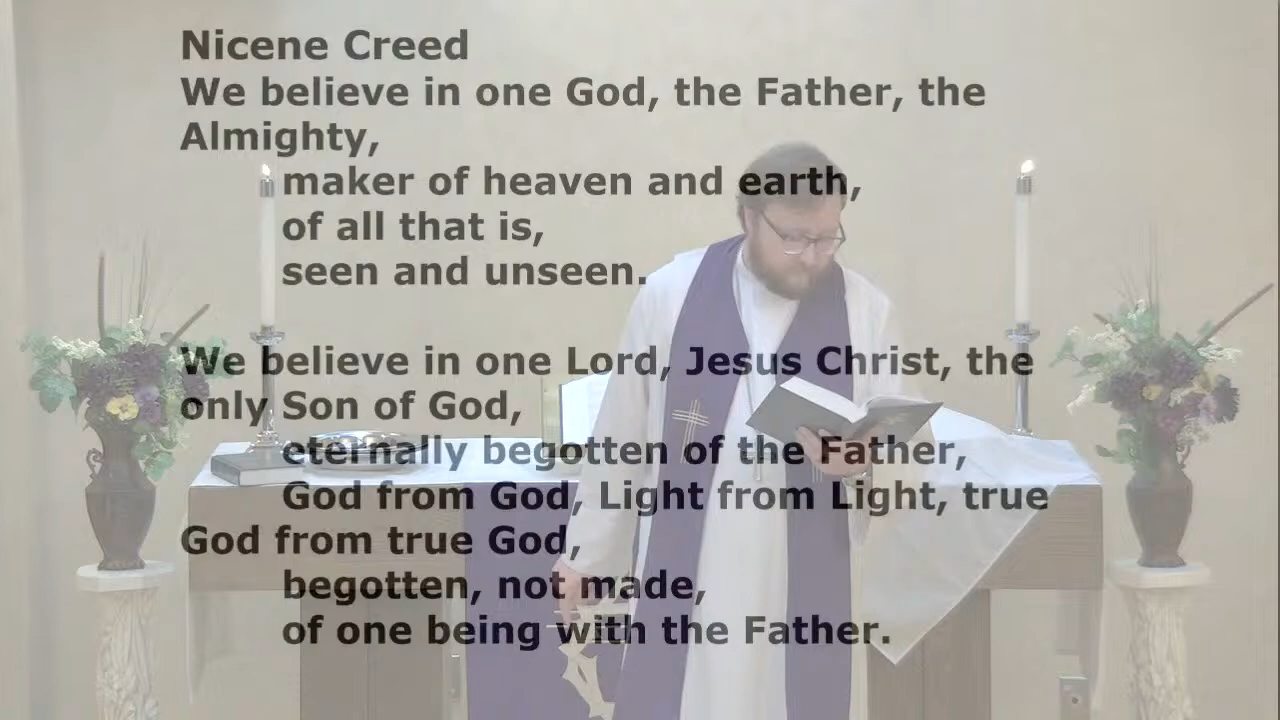 Nicene Creed
We believe in one God, the Father, the
Almighty,
maker of heaven and earth,
of all that is,
seen and unseen.
We believe in one Lord, Jesus Christ, the
only Son of God,
eternally begotten of the Father,
God from God, Light from Light, true
God from true God,
begotten, not made,
of one being with the Father.